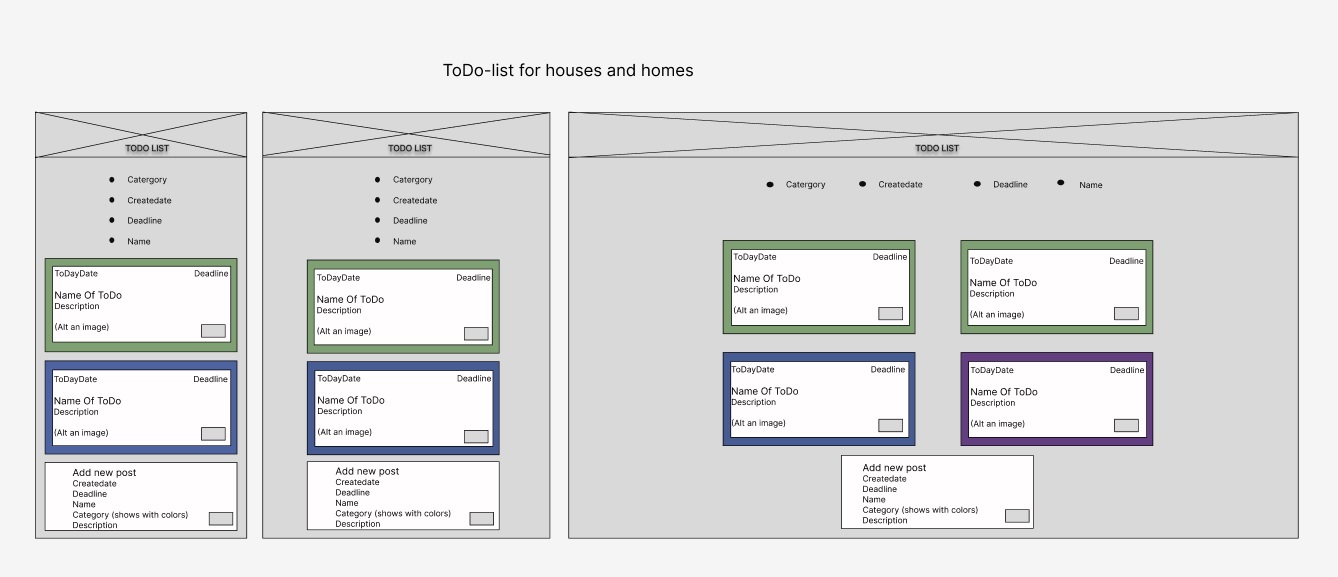 ToDo-list for houses and homes
TODO LIST
Catergory
Createdate
Deadline
Name
ToDayDate Deadline
Name Of ToDo
Description
(Alt an image)
ToDayDate Deadline
Name Of ToDo
Description
(Alt an image)
Add new post
Createdate
Deadline
Name
Category (shows with colors)
Description
TODO LIST
Catergory
Createdate
Deadline
Name
ToDayDate Deadline
Name Of ToDo
Description
(Alt an image)
ToDayDate Deadline
Name Of ToDo
Description
(Alt an image)
Add new post
Createdate
Deadline
Name
Category (shows with colors)
Description
TODO LIST
Catergory Createdate Deadline Name
ToDayDate Deadline
Name Of ToDo
Description
(Alt an image)
ToDayDate Deadline
Name Of ToDo
Description
(Alt an image)
ToDayDate Deadline
Name Of ToDo
Description
(Alt an image)
ToDayDate Deadline
Name Of ToDo
Description
(Alt an image)
Add new post
Createdate
Deadline
Name
Category (shows with colors)
Description